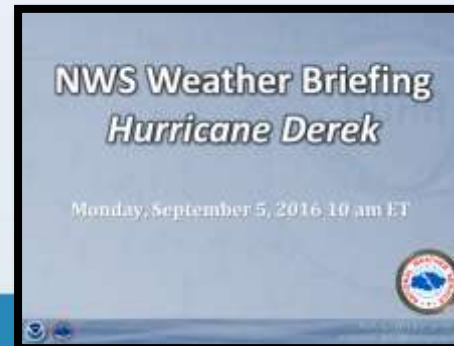 NWS Weather Briefing
Hurricane Derek
Monday, September 5, 2016 10 am ET